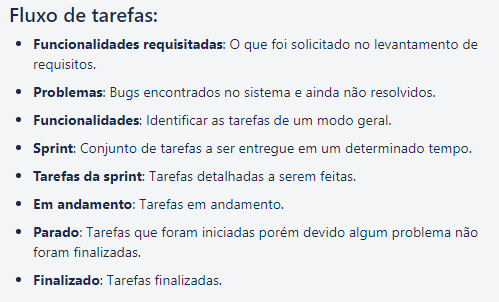 Fluxo de tarefas:
• Funcionalidades requisitadas: O que foi solicitado no levantamento de
requisitos.
• Problemas: Bugs encontrados no sistema e ainda não resolvidos.
• Funcionalidades: Identificar as tarefas de um modo geral.
• Sprint: Conjunto de tarefas a ser entregue em um determinado tempo.
• Tarefas da sprint: Tarefas detalhadas a serem feitas.
• Em andamento: Tarefas em andamento.
• Parado: Tarefas que foram iniciadas porém devido algum problema não
foram finalizadas.
• Finalizado: Tarefas finalizadas.